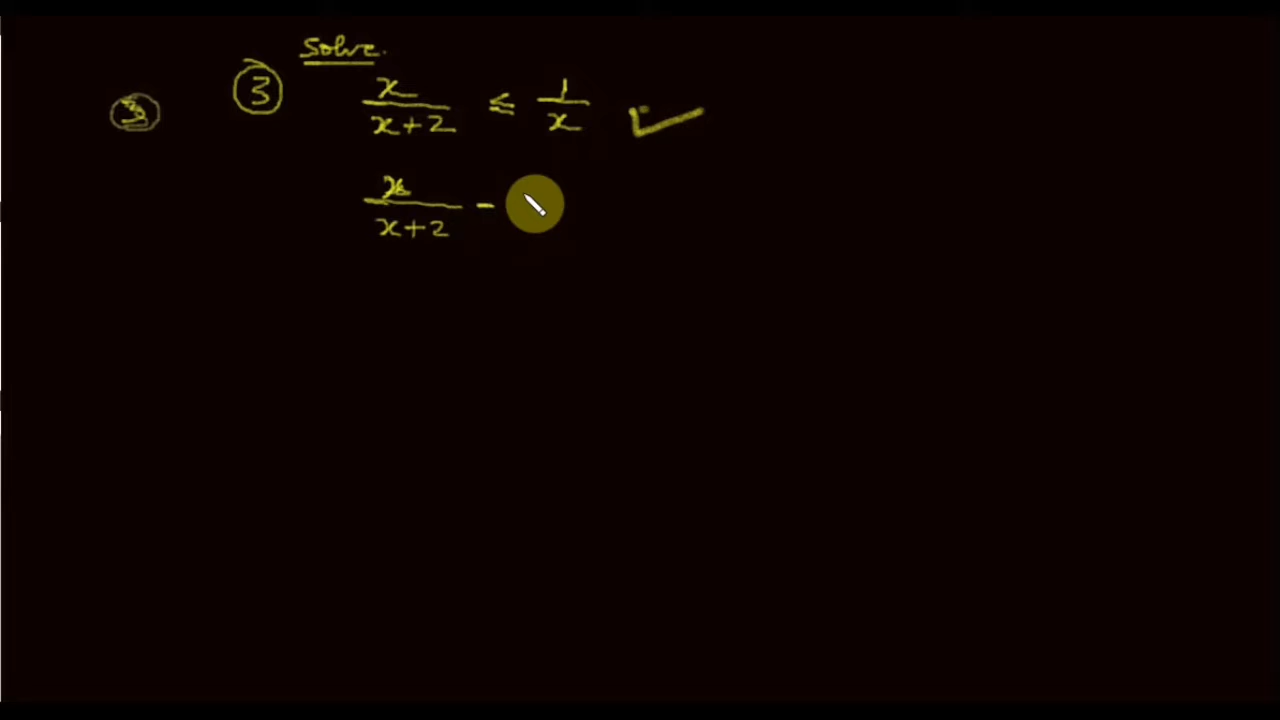 Solve.
③ ③ x/(x+2) ≤ 1/x ✓
x/(x+2) -